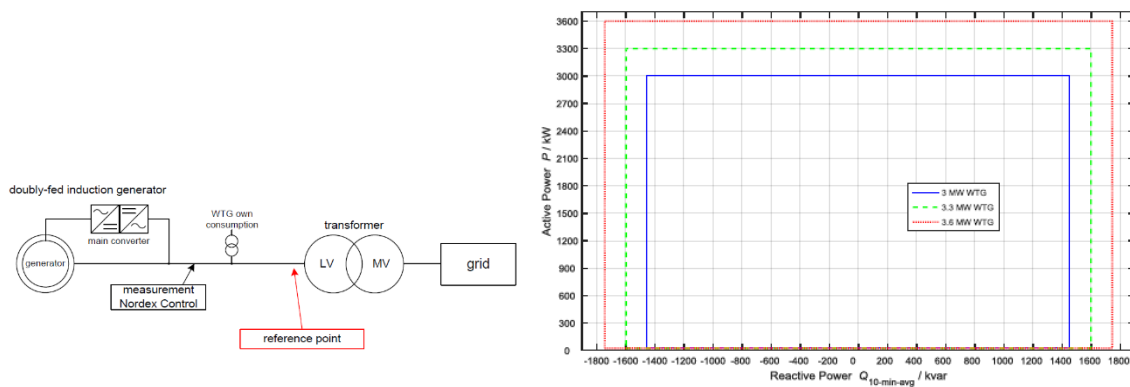 doubly-fed induction generator
main converter
WTG own
consumption
transformer
generator
LV
MV
grid
measurement
Nordex Control
reference point
3600
3300
3000
2700
2400
2100
1800
1500
1200
900
600
300
0
Active Power P / kW
3 MW WTG
3.3 MW WTG
3.6 MW WTG
-1800 -1600 -1400 -1200 -1000 -800 -600 -400 -200 0 200 400 600 800 1000 1200 1400 1600 1800
Reactive Power Q10-min-avg / kvar